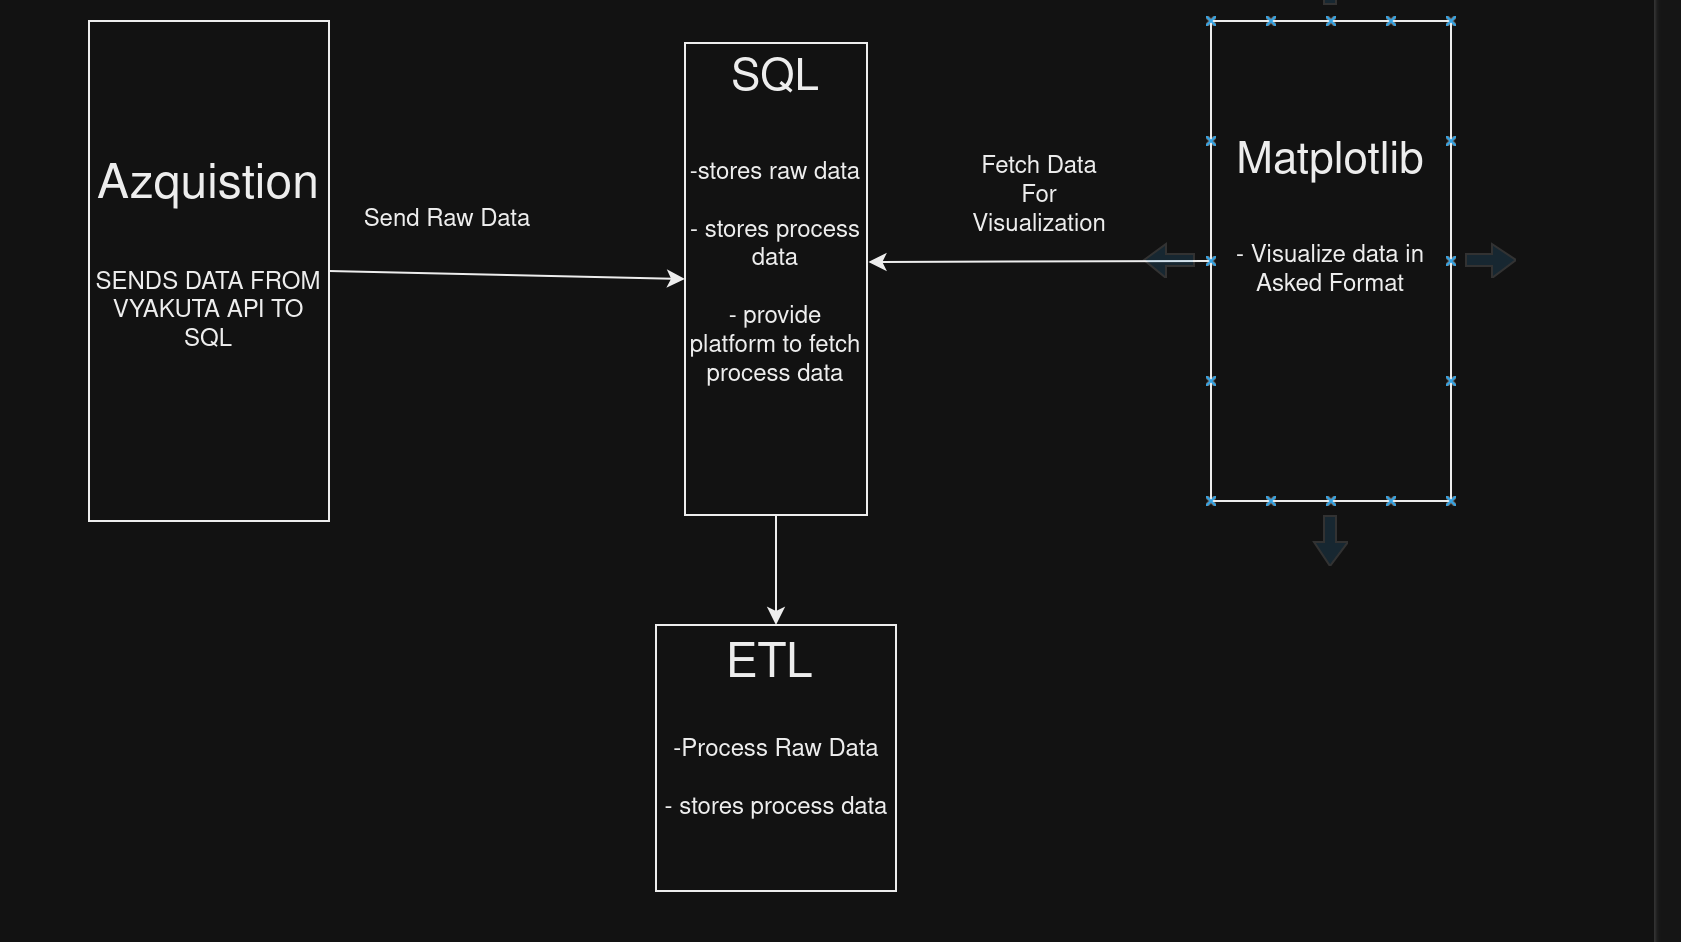 Azquistion
SENDS DATA FROM
VYAKUTA API TO
SQL
Send Raw Data
SQL
-stores raw data
- stores process
data
- provide
platform to fetch
process data
Fetch Data
For
Visualization
Matplotlib
- Visualize data in
Asked Format
ETL
-Process Raw Data
- stores process data